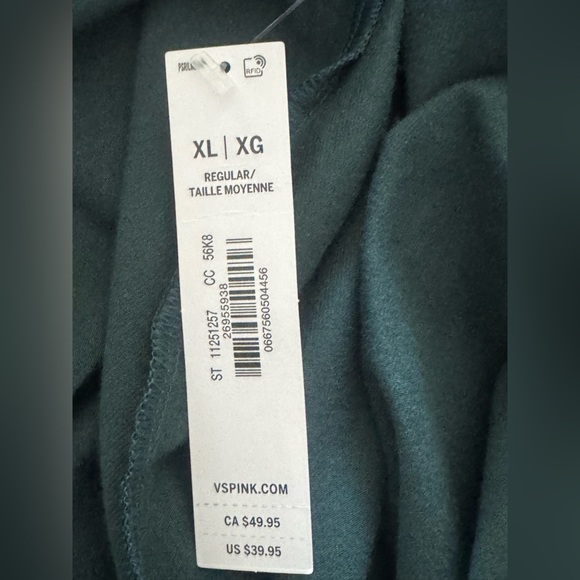 RFID
XL | XG
REGULAR/
TAILLE MOYENNE
ST 11251257 CC 56K8
26955938
0667560504456
VSPINK.COM
CA $49.95
US $39.95